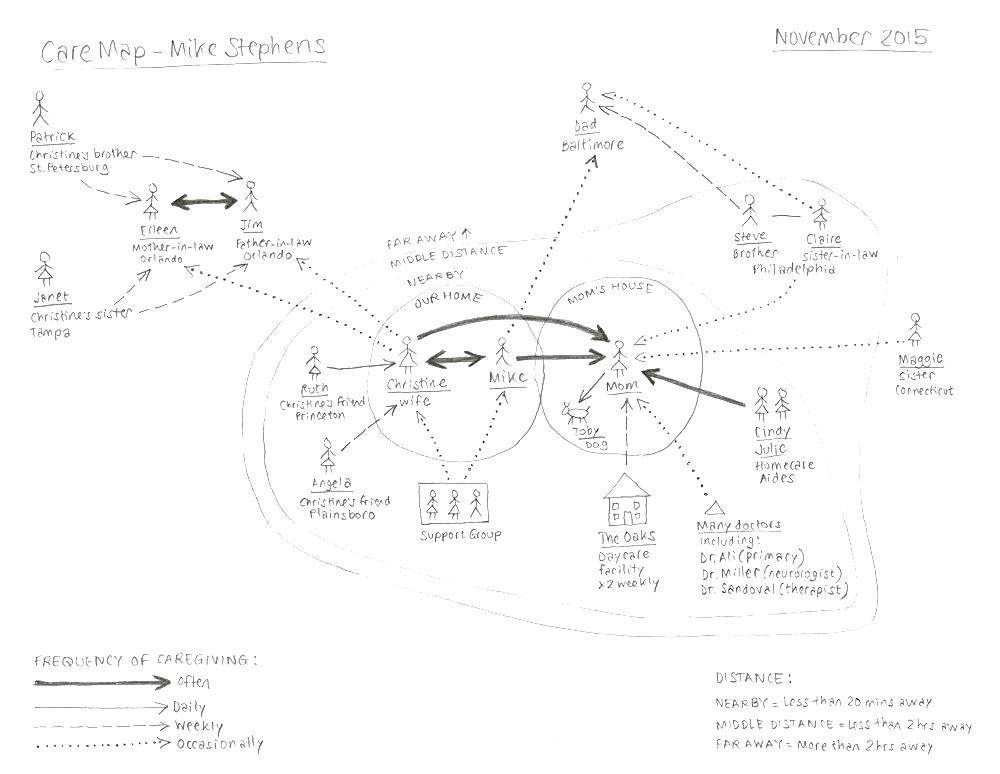 Care Map – Mike Stephens
November 2015
Patrick
Christine's brother
St. Petersburg
Dad
Baltimore
Eileen
Mother-in-law
Orlando
Jim
Father-in-law
Orlando
Janet
Christine's sister
Tampa
Steve
Brother
Claire
sister-in-law
Philadelphia
FAR AWAY ↑
MIDDLE DISTANCE
NEARBY
OUR HOME
MOM'S HOUSE
Maggie
Sister
Connecticut
Ruth
Christine's friend
Princeton
Christine
wife
Mike
Mom
Toby
Dog
Cindy
Julie
Homecare
Aides
Angela
Christine's friend
Plainsboro
Support Group
The Oaks
Daycare
facility
x2 weekly
Many doctors
including:
Dr. Ali (primary)
Dr. Miller (neurologist)
Dr. Sandoval (therapist)
FREQUENCY OF CAREGIVING:
Often
Daily
Weekly
Occasionally
DISTANCE:
NEARBY = Less than 20 mins away
MIDDLE DISTANCE = Less than 2 hrs away
FAR AWAY = More than 2 hrs away